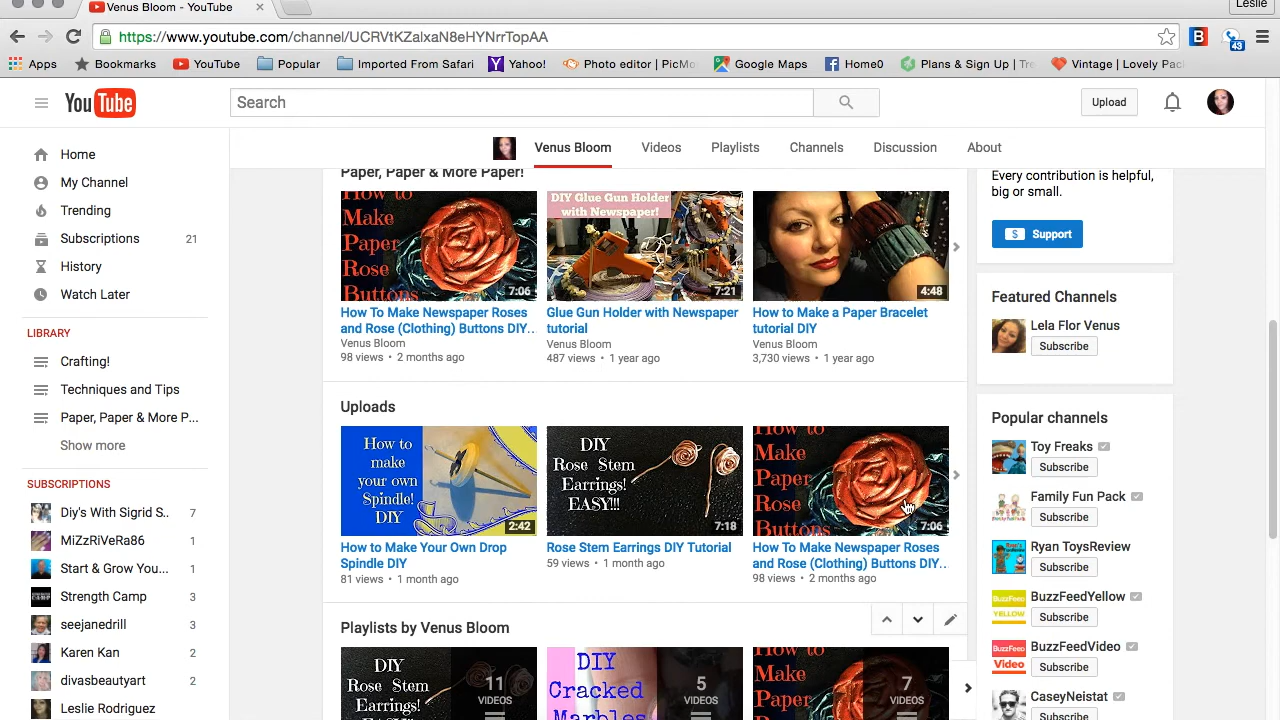 Venus Bloom - YouTube
Leslie
https://www.youtube.com/channel/UCRVtKZalxaN8eHYNrrTopAA
B
43
Apps
Bookmarks
YouTube
Popular
Imported From Safari
Yahoo!
Photo editor | PicMo
Google Maps
Home0
Plans & Sign Up | Tre
Vintage | Lovely Pac
YouTube
Search
Upload
Home
My Channel
Trending
Subscriptions 21
History
Watch Later
LIBRARY
Crafting!
Techniques and Tips
Paper, Paper & More P...
Show more
SUBSCRIPTIONS
Diy's With Sigrid S.. 7
MiZzRiVeRa86 1
Start & Grow You... 1
Strength Camp 3
seejanedrill 3
Karen Kan 2
divasbeautyart 2
Leslie Rodriguez
Venus Bloom Videos Playlists Channels Discussion About
Paper, Paper & More Paper!
How to
Make
Paper
Rose
Buttons
7:06
How To Make Newspaper Roses
and Rose (Clothing) Buttons DIY..
Venus Bloom
98 views • 2 months ago
DIY Glue Gun Holder
with Newspaper!
7:21
Glue Gun Holder with Newspaper
tutorial
Venus Bloom
487 views • 1 year ago
4:48
How to Make a Paper Bracelet
tutorial DIY
Venus Bloom
3,730 views • 1 year ago
Uploads
How to
make
your own
Spindle!
DIY
2:42
How to Make Your Own Drop
Spindle DIY
81 views • 1 month ago
DIY
Rose Stem
Earrings!
EASY!!!
7:18
Rose Stem Earrings DIY Tutorial
59 views • 1 month ago
How to
Make
Paper
Rose
Buttons
7:06
How To Make Newspaper Roses
and Rose (Clothing) Buttons DIY..
98 views • 2 months ago
Playlists by Venus Bloom
DIY
Rose Stem
Earrings!
11
VIDEOS
DIY
Cracked
Marbles
5
VIDEOS
How to
Make
Paper
7
VIDEOS
Every contribution is helpful,
big or small.
$ Support
Featured Channels
Lela Flor Venus
Subscribe
Popular channels
Toy Freaks
Subscribe
Family Fun Pack
Subscribe
Ryan ToysReview
Subscribe
BuzzFeed
YELLOW
BuzzFeedYellow
Subscribe
BuzzFeed
Video
BuzzFeedVideo
Subscribe
CaseyNeistat
Subscribe